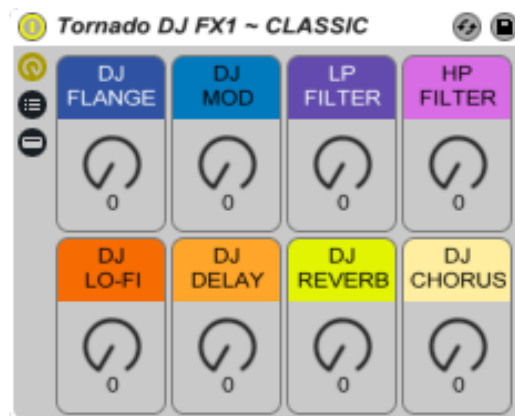 Tornado DJ FX1 ~ CLASSIC
DJ FLANGE
DJ MOD
LP FILTER
HP FILTER
0
0
0
0
DJ LO-FI
DJ DELAY
DJ REVERB
DJ CHORUS
0
0
0
0